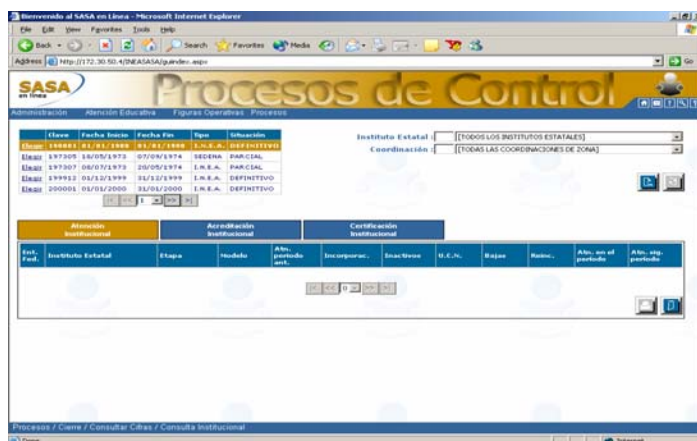 Bienvenido al SASA en Línea - Microsoft Internet Explorer
File Edit View Favorites Tools Help
Back Search Favorites Media
Address http://172.30.50.4/INEASASA/guindex.aspx Go
SASA
en línea
Procesos de Control
Administración Atención Educativa Figuras Operativas Procesos
Clave Fecha Inicio Fecha Fin Tipo Situación
Elegir 198001 01/01/1980 01/01/1980 I.N.E.A. DEFINITIVO
Elegir 197305 18/05/1973 07/09/1974 SEDENA PARCIAL
Elegir 197307 08/07/1973 20/05/1974 I.N.E.A. PARCIAL
Elegir 199912 01/12/1999 31/12/1999 I.N.E.A. DEFINITIVO
Elegir 200001 01/01/2000 31/01/2000 I.N.E.A. DEFINITIVO
|< << 1 >> >|
Instituto Estatal : [[TODOS LOS INSTITUTOS ESTATALES]
Coordinación : [[TODAS LAS COORDINACIONES DE ZONA]
Atención Institucional
Acreditación Institucional
Certificación Institucional
Ent. Fed. Instituto Estatal Etapa Modelo Atn. periodo ant. Incorporac. Inactivos U.C.N. Bajas Reinc. Atn. en el periodo Atn. sig. periodo
|< << 0 >> >|
Procesos / Cierre / Consultar Cifras / Consulta Institucional
Done Internet